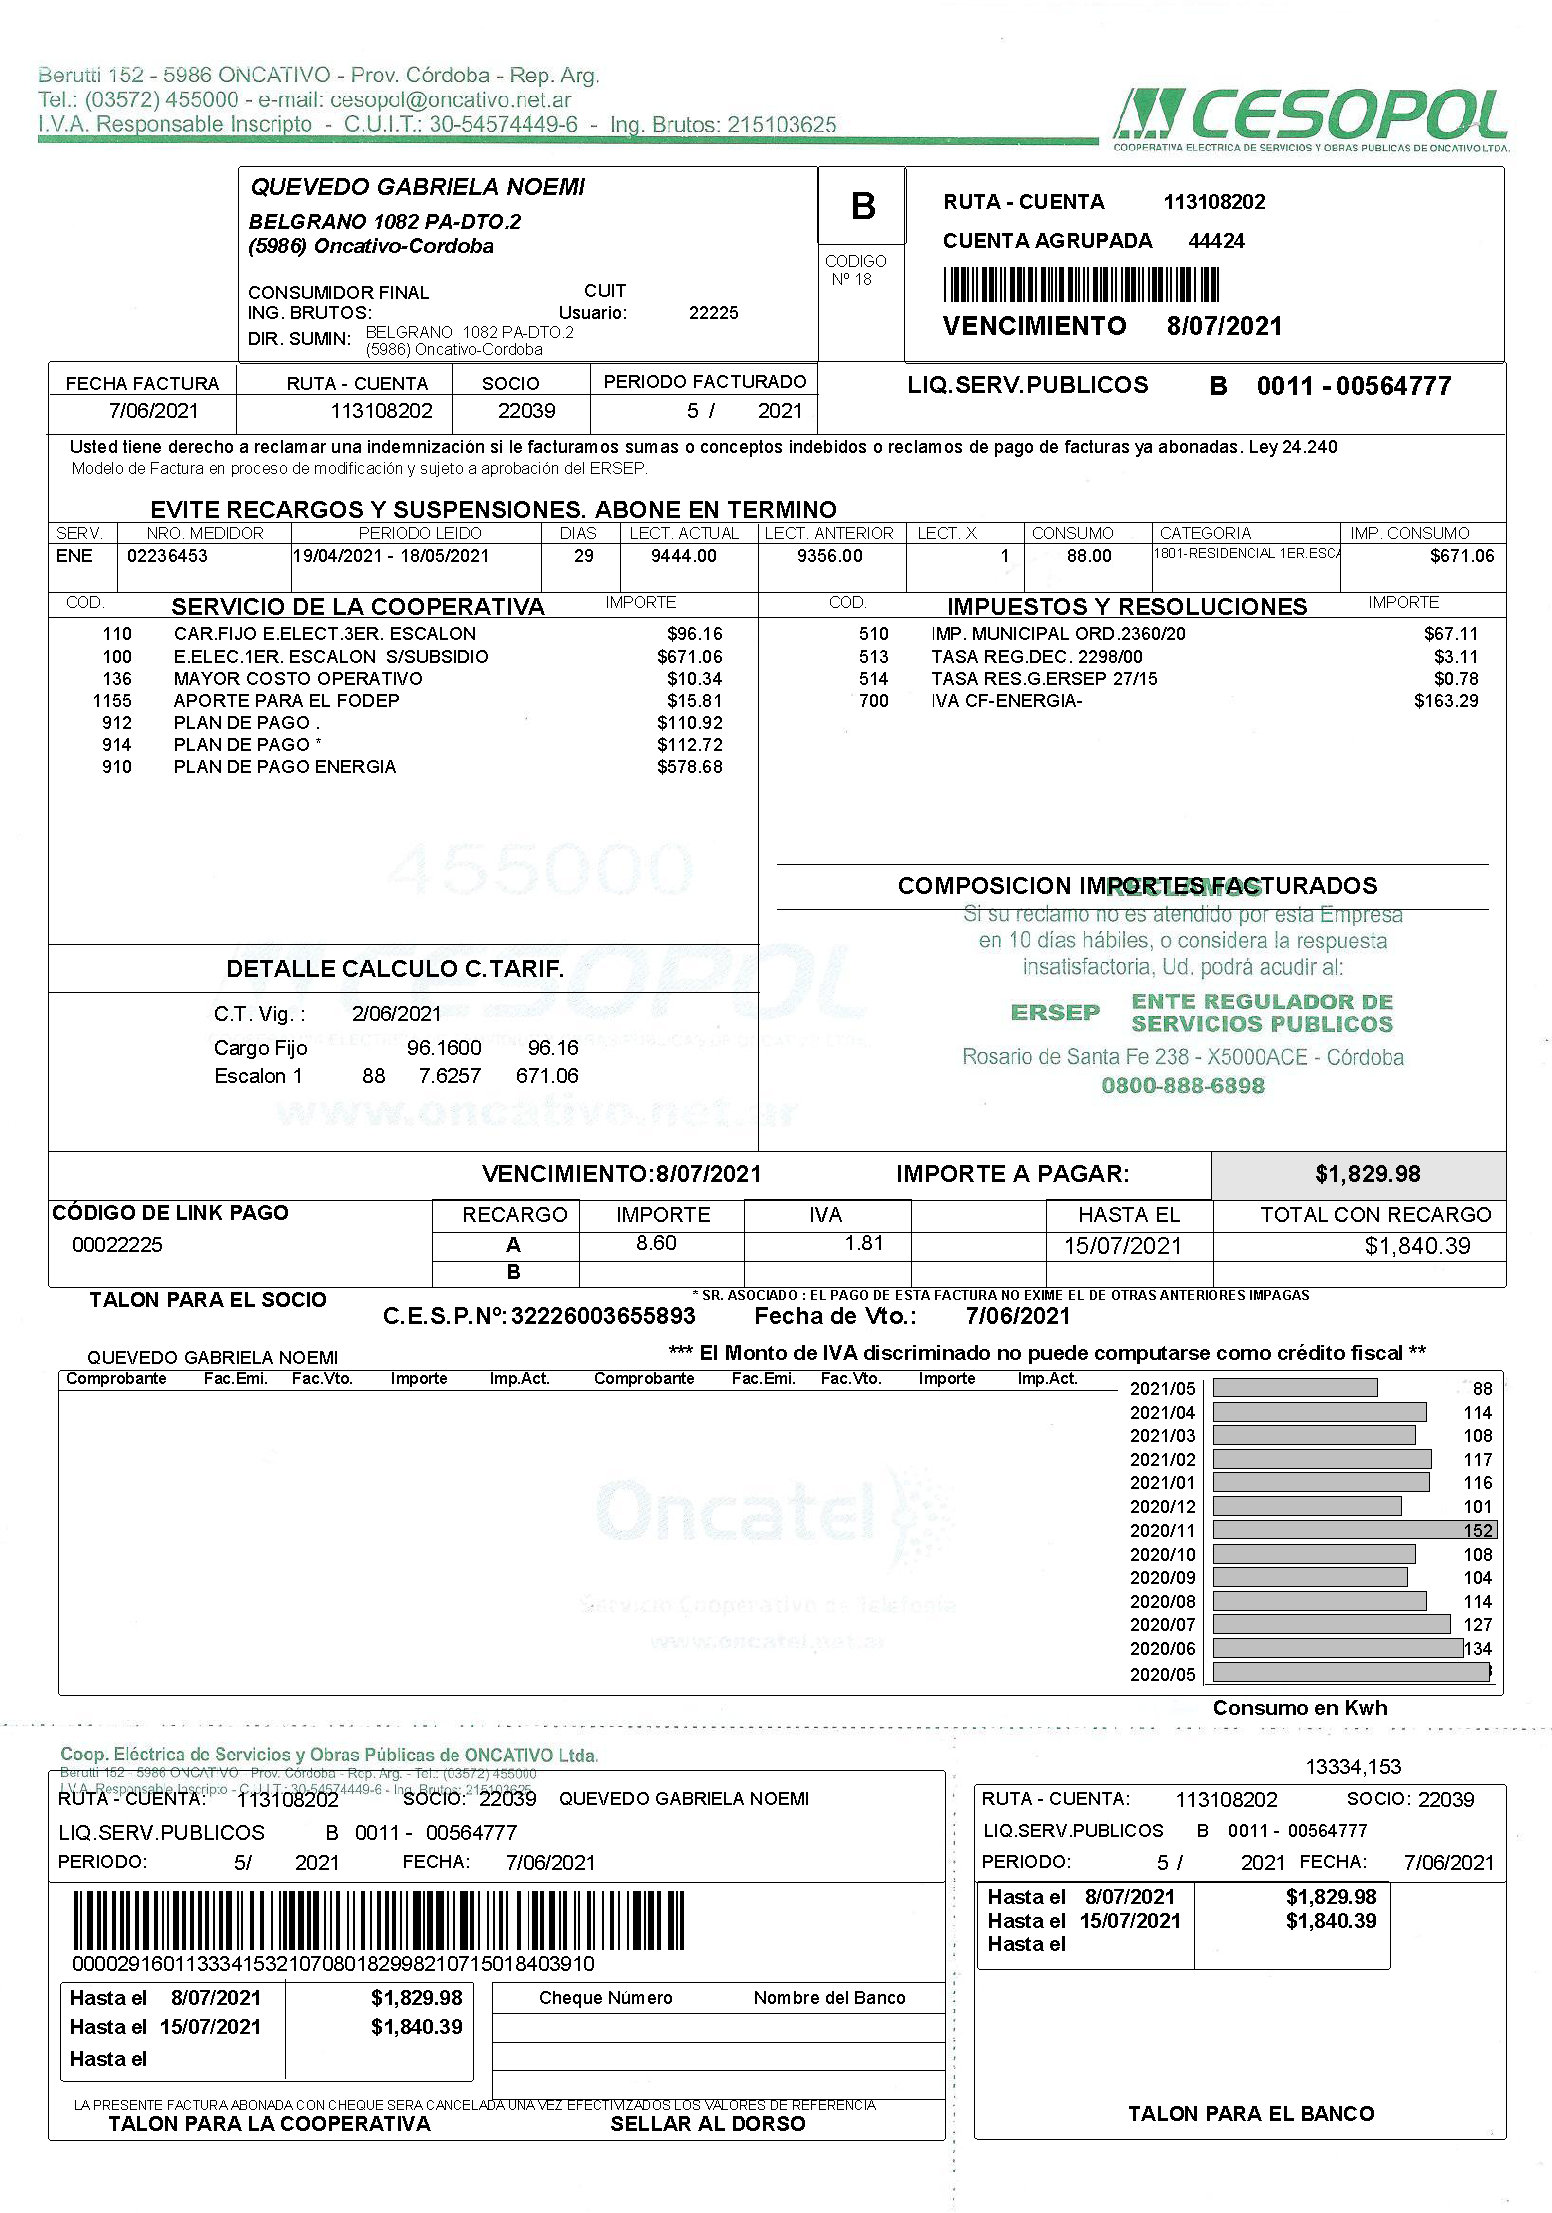 Berutti 152 - 5986 ONCATIVO - Prov. Córdoba - Rep. Arg.
Tel.: (03572) 455000 - e-mail: cesopol@oncativo.net.ar
I.V.A. Responsable Inscripto - C.U.I.T.: 30-54574449-6 - Ing. Brutos: 215103625
CESOPOL
COOPERATIVA ELECTRICA DE SERVICIOS Y OBRAS PUBLICAS DE ONCATIVO LTDA.
QUEVEDO GABRIELA NOEMI
BELGRANO 1082 PA-DTO.2
(5986) Oncativo-Cordoba
CONSUMIDOR FINAL CUIT
ING. BRUTOS: Usuario: 22225
DIR. SUMIN: BELGRANO 1082 PA-DTO.2
(5986) Oncativo-Cordoba
B
CODIGO
Nº 18
RUTA - CUENTA 113108202
CUENTA AGRUPADA 44424
VENCIMIENTO 8/07/2021
FECHA FACTURA RUTA - CUENTA SOCIO PERIODO FACTURADO
7/06/2021 113108202 22039 5 / 2021
LIQ.SERV.PUBLICOS B 0011 - 00564777
Usted tiene derecho a reclamar una indemnización si le facturamos sumas o conceptos indebidos o reclamos de pago de facturas ya abonadas. Ley 24.240
Modelo de Factura en proceso de modificación y sujeto a aprobación del ERSEP.
EVITE RECARGOS Y SUSPENSIONES. ABONE EN TERMINO
SERV. NRO. MEDIDOR PERIODO LEIDO DIAS LECT. ACTUAL LECT. ANTERIOR LECT. X CONSUMO CATEGORIA IMP. CONSUMO
ENE 02236453 19/04/2021 - 18/05/2021 29 9444.00 9356.00 1 88.00 1801-RESIDENCIAL 1ER.ESCA $671.06
COD. SERVICIO DE LA COOPERATIVA IMPORTE
110 CAR.FIJO E.ELECT.3ER. ESCALON $96.16
100 E.ELEC.1ER. ESCALON S/SUBSIDIO $671.06
136 MAYOR COSTO OPERATIVO $10.34
1155 APORTE PARA EL FODEP $15.81
912 PLAN DE PAGO . $110.92
914 PLAN DE PAGO * $112.72
910 PLAN DE PAGO ENERGIA $578.68
COD. IMPUESTOS Y RESOLUCIONES IMPORTE
510 IMP. MUNICIPAL ORD.2360/20 $67.11
513 TASA REG.DEC. 2298/00 $3.11
514 TASA RES.G.ERSEP 27/15 $0.78
700 IVA CF-ENERGIA- $163.29
455000
CESOPOL
www.oncativo.net.ar
COMPOSICION IMPORTES FACTURADOS
RECLAMOS
Si su reclamo no es atendido por esta Empresa
en 10 días hábiles, o considera la respuesta
insatisfactoria, Ud. podrá acudir al:
ERSEP ENTE REGULADOR DE
SERVICIOS PUBLICOS
Rosario de Santa Fe 238 - X5000ACE - Córdoba
0800-888-6898
DETALLE CALCULO C.TARIF.
C.T. Vig. : 2/06/2021
Cargo Fijo 96.1600 96.16
Escalon 1 88 7.6257 671.06
VENCIMIENTO:8/07/2021 IMPORTE A PAGAR: $1,829.98
CÓDIGO DE LINK PAGO
00022225
RECARGO IMPORTE IVA HASTA EL TOTAL CON RECARGO
A 8.60 1.81 15/07/2021 $1,840.39
B
* SR. ASOCIADO : EL PAGO DE ESTA FACTURA NO EXIME EL DE OTRAS ANTERIORES IMPAGAS
TALON PARA EL SOCIO
C.E.S.P.Nº: 32226003655893 Fecha de Vto.: 7/06/2021
QUEVEDO GABRIELA NOEMI
*** El Monto de IVA discriminado no puede computarse como crédito fiscal **
Comprobante Fac.Emi. Fac.Vto. Importe Imp.Act. Comprobante Fac.Emi. Fac.Vto. Importe Imp.Act.
2021/05 88
2021/04 114
2021/03 108
2021/02 117
2021/01 116
2020/12 101
2020/11 152
2020/10 108
2020/09 104
2020/08 114
2020/07 127
2020/06 134
2020/05
Consumo en Kwh
Oncatel
Servicio Cooperativo de Telefonía
www.oncatel.net.ar
Coop. Eléctrica de Servicios y Obras Públicas de ONCATIVO Ltda.
Berutti 152 - 5986 ONCATIVO - Prov. Córdoba - Rep. Arg. - Tel.: (03572) 455000
I.V.A. Responsable Inscripto - C.U.I.T.: 30-54574449-6 - Ing. Brutos: 215103625
RUTA - CUENTA: 113108202 SOCIO: 22039 QUEVEDO GABRIELA NOEMI
LIQ.SERV.PUBLICOS B 0011 - 00564777
PERIODO: 5/ 2021 FECHA: 7/06/2021
00002916011333415321070801829982107150184039​10
Hasta el 8/07/2021 $1,829.98
Hasta el 15/07/2021 $1,840.39
Hasta el
Cheque Número Nombre del Banco
LA PRESENTE FACTURA ABONADA CON CHEQUE SERA CANCELADA UNA VEZ EFECTIVIZADOS LOS VALORES DE REFERENCIA
TALON PARA LA COOPERATIVA SELLAR AL DORSO
13334,153
RUTA - CUENTA: 113108202 SOCIO: 22039
LIQ.SERV.PUBLICOS B 0011 - 00564777
PERIODO: 5 / 2021 FECHA: 7/06/2021
Hasta el 8/07/2021 $1,829.98
Hasta el 15/07/2021 $1,840.39
Hasta el
TALON PARA EL BANCO